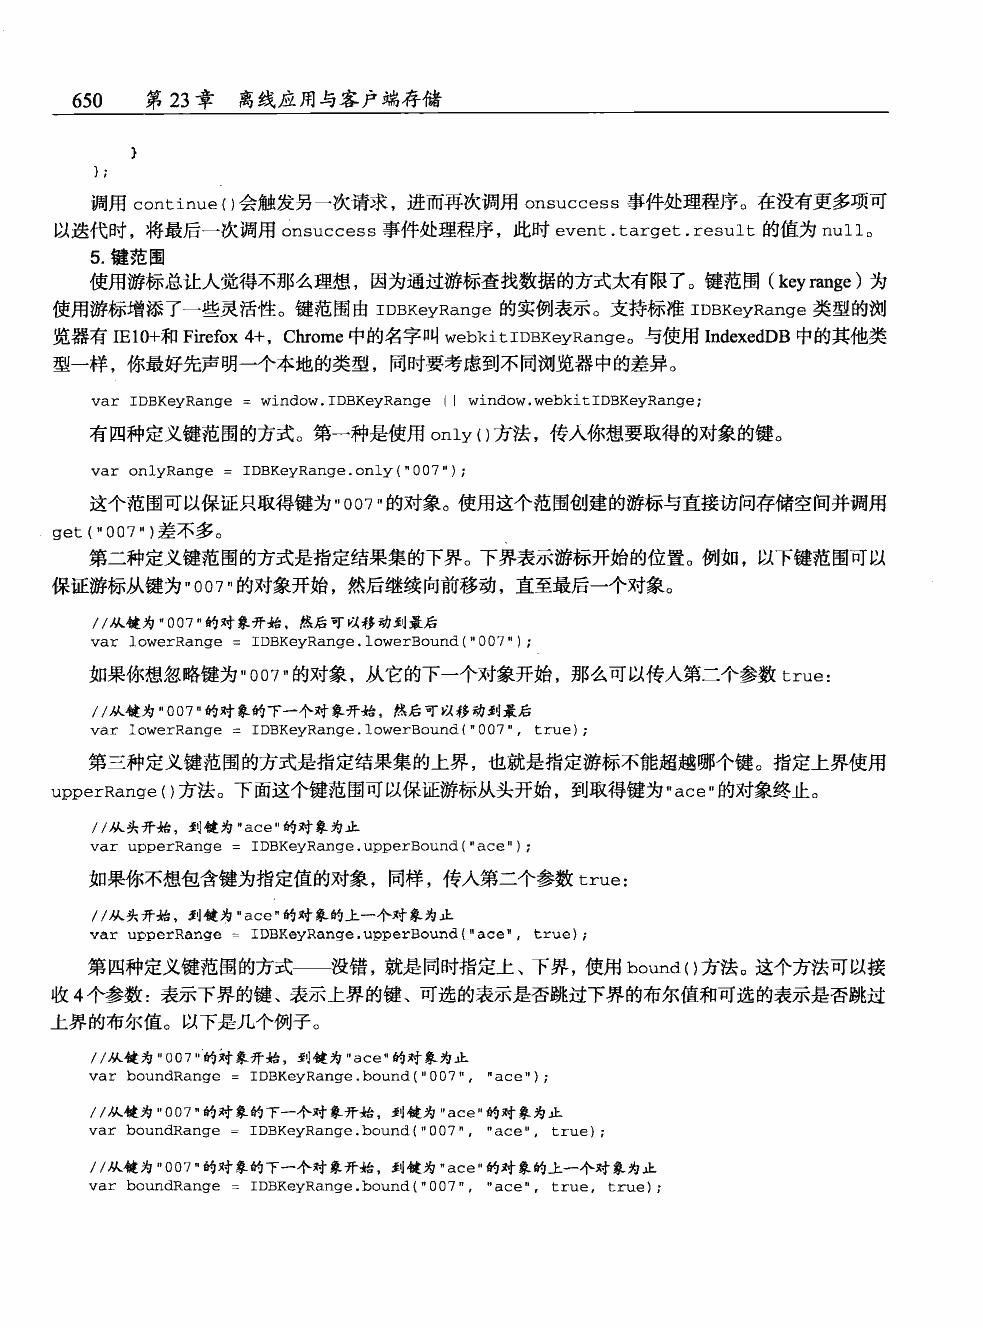 650 第 23 章 离线应用与客户端存储
}
};
调用 continue()会触发另一次请求，进而再次调用 onsuccess 事件处理程序。在没有更多项可
以迭代时，将最后一次调用 onsuccess 事件处理程序，此时 event.target.result 的值为 null。
5. 键范围
使用游标总让人觉得不那么理想，因为通过游标查找数据的方式太有限了。键范围（key range）为
使用游标增添了一些灵活性。键范围由 IDBKeyRange 的实例表示。支持标准 IDBKeyRange 类型的浏
览器有 IE10+和 Firefox 4+，Chrome 中的名字叫 webkitIDBKeyRange。与使用 IndexedDB 中的其他类
型一样，你最好先声明一个本地的类型，同时要考虑到不同浏览器中的差异。
var IDBKeyRange = window.IDBKeyRange || window.webkitIDBKeyRange;
有四种定义键范围的方式。第一种是使用 only()方法，传入你想要取得的对象的键。
var onlyRange = IDBKeyRange.only("007");
这个范围可以保证只取得键为"007"的对象。使用这个范围创建的游标与直接访问存储空间并调用
get("007")差不多。
第二种定义键范围的方式是指定结果集的下界。下界表示游标开始的位置。例如，以下键范围可以
保证游标从键为"007"的对象开始，然后继续向前移动，直至最后一个对象。
//从键为"007"的对象开始，然后可以移动到最后
var lowerRange = IDBKeyRange.lowerBound("007");
如果你想忽略键为"007"的对象，从它的下一个对象开始，那么可以传入第二个参数 true：
//从键为"007"的对象的下一个对象开始，然后可以移动到最后
var lowerRange = IDBKeyRange.lowerBound("007", true);
第三种定义键范围的方式是指定结果集的上界，也就是指定游标不能超越哪个键。指定上界使用
upperRange()方法。下面这个键范围可以保证游标从头开始，到取得键为"ace"的对象终止。
//从头开始，到键为"ace"的对象为止
var upperRange = IDBKeyRange.upperBound("ace");
如果你不想包含键为指定值的对象，同样，传入第二个参数 true：
//从头开始，到键为"ace"的对象的上一个对象为止
var upperRange = IDBKeyRange.upperBound("ace", true);
第四种定义键范围的方式——没错，就是同时指定上、下界，使用 bound()方法。这个方法可以接
收 4 个参数：表示下界的键、表示上界的键、可选的表示是否跳过下界的布尔值和可选的表示是否跳过
上界的布尔值。以下是几个例子。
//从键为"007"的对象开始，到键为"ace"的对象为止
var boundRange = IDBKeyRange.bound("007", "ace");
//从键为"007"的对象的下一个对象开始，到键为"ace"的对象为止
var boundRange = IDBKeyRange.bound("007", "ace", true);
//从键为"007"的对象的下一个对象开始，到键为"ace"的对象的上一个对象为止
var boundRange = IDBKeyRange.bound("007", "ace", true, true);